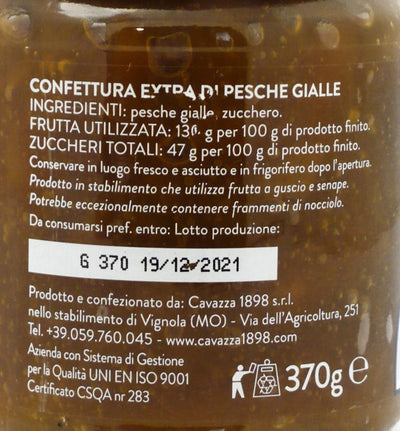 CONFETTURA EXTRA DI PESCHE GIALLE
INGREDIENTI: pesche gialle, zucchero.
FRUTTA UTILIZZATA: 130 g per 100 g di prodotto finito.
ZUCCHERI TOTALI: 47 g per 100 g di prodotto finito.
Conservare in luogo fresco e asciutto e in frigorifero dopo l'apertura.
Prodotto in stabilimento che utilizza frutta a guscio e senape.
Potrebbe eccezionalmente contenere frammenti di nocciolo.
Da consumarsi pref. entro: Lotto produzione:
G 370 19/12/2021
Prodotto e confezionato da: Cavazza 1898 s.r.l.
nello stabilimento di Vignola (MO) - Via dell'Agricoltura, 251
Tel. +39.059.760.045 - www.cavazza1898.com
Azienda con Sistema di Gestione
per la Qualità UNI EN ISO 9001
Certificato CSQA nr 283
370g e